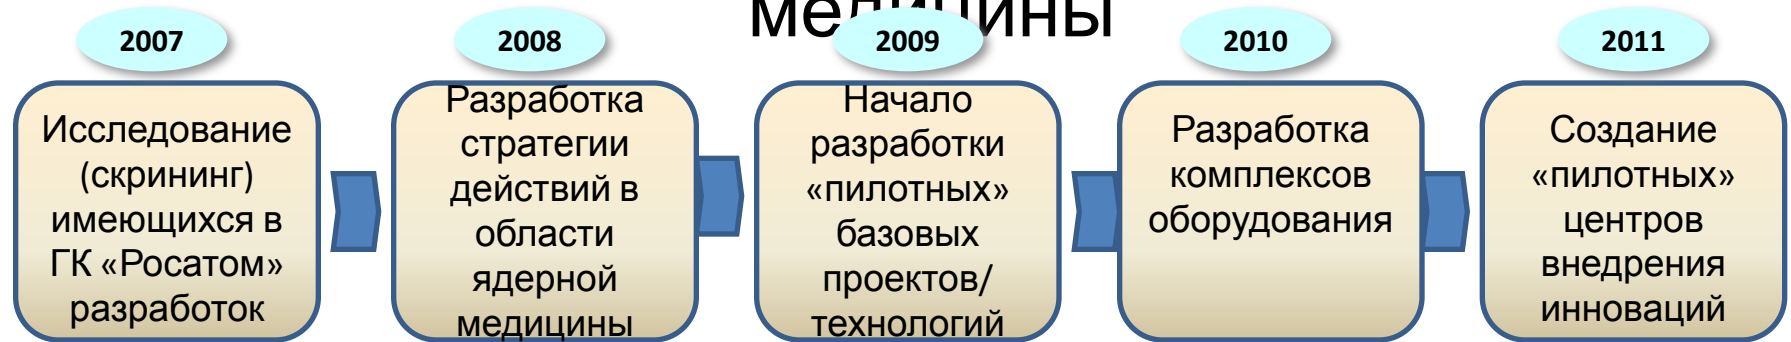 медицины
2007
2008
2009
2010
2011
Исследование
(скрининг)
имеющихся в
ГК «Росатом»
разработок
Разработка
стратегии
действий в
области
ядерной
медицины
Начало
разработки
«пилотных»
базовых
проектов/
технологий
Разработка
комплексов
оборудования
Создание
«пилотных»
центров
внедрения
инноваций